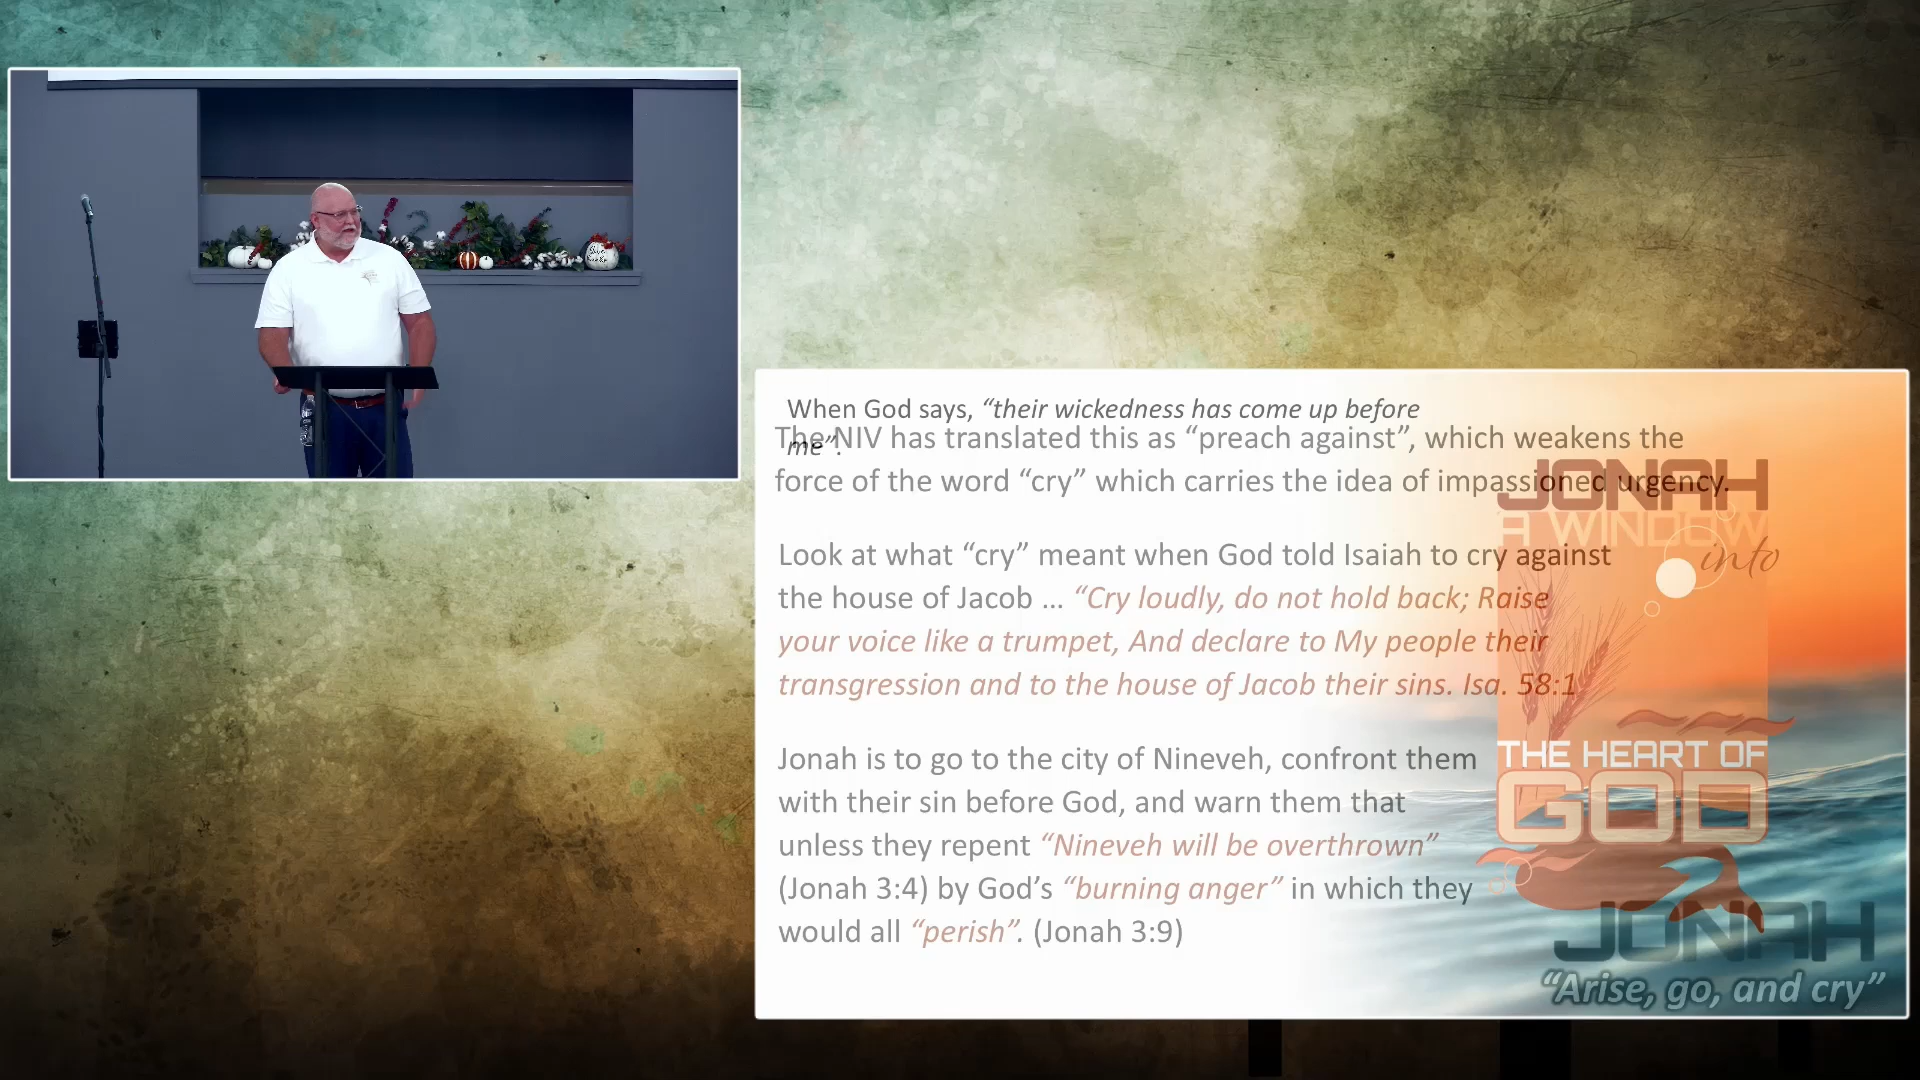 When God says, “their wickedness has come up before
me”.
The NIV has translated this as “preach against”, which weakens the
force of the word “cry” which carries the idea of impassioned urgency.
Look at what “cry” meant when God told Isaiah to cry against
the house of Jacob ... “Cry loudly, do not hold back; Raise
your voice like a trumpet, And declare to My people their
transgression and to the house of Jacob their sins. Isa. 58:1
Jonah is to go to the city of Nineveh, confront them
with their sin before God, and warn them that
unless they repent “Nineveh will be overthrown”
(Jonah 3:4) by God’s “burning anger” in which they
would all “perish”. (Jonah 3:9)
JONAH
A WINDOW
into
THE HEART OF
GOD
JONAH
“Arise, go, and cry”